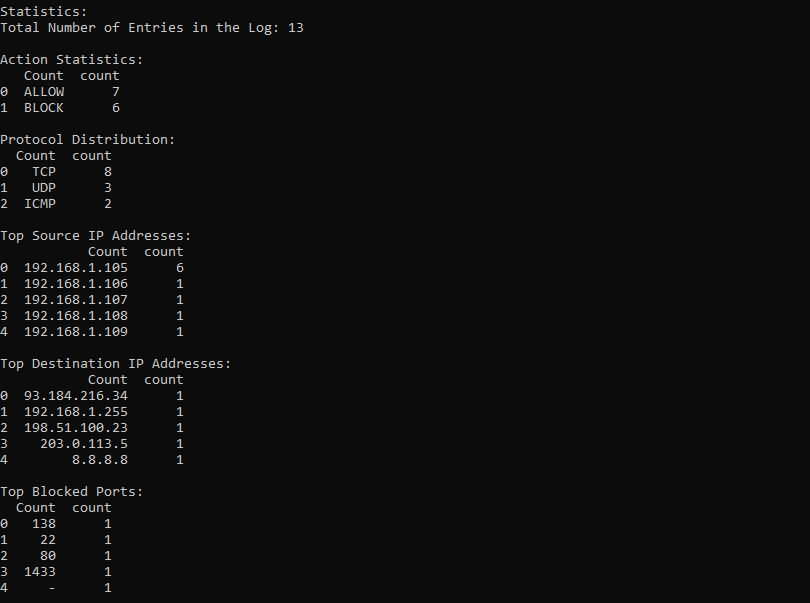 Statistics:
Total Number of Entries in the Log: 13

Action Statistics:
   Count  count
0  ALLOW      7
1  BLOCK      6

Protocol Distribution:
  Count  count
0   TCP      8
1   UDP      3
2  ICMP      2

Top Source IP Addresses:
           Count  count
0  192.168.1.105      6
1  192.168.1.106      1
2  192.168.1.107      1
3  192.168.1.108      1
4  192.168.1.109      1

Top Destination IP Addresses:
           Count  count
0  93.184.216.34      1
1  192.168.1.255      1
2  198.51.100.23      1
3    203.0.113.5      1
4        8.8.8.8      1

Top Blocked Ports:
  Count  count
0   138      1
1    22      1
2    80      1
3  1433      1
4     -      1